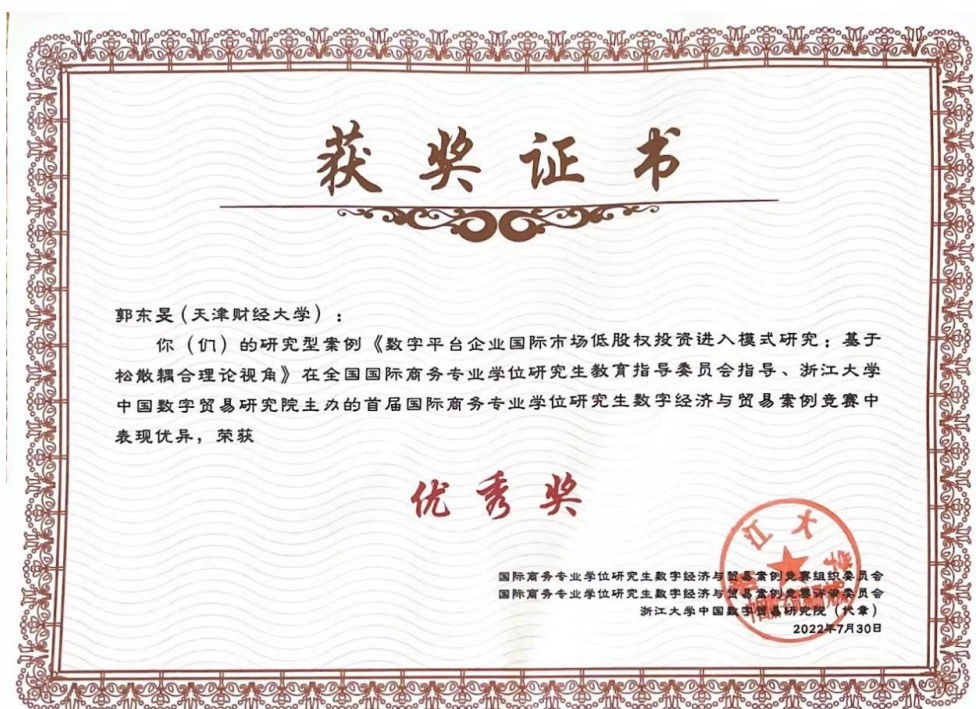 获奖证书
郭东旻(天津财经大学):
你(们)的研究型案例《数字平台企业国际市场低股权投资进入模式研究:基于
松散耦合理论视角》在全国国际商务专业学位研究生教育指导委员会指导、浙江大学
中国数字贸易研究院主办的首届国际商务专业学位研究生数字经济与贸易案例竞赛中
表现优异,荣获
优秀奖
国际商务专业学位研究生数字经济与贸易案例竞赛组织委员会
国际商务专业学位研究生数字经济与贸易案例竞赛评审委员会
浙江大学中国数字贸易研究院(代章)
2022年7月30日
浙江大学